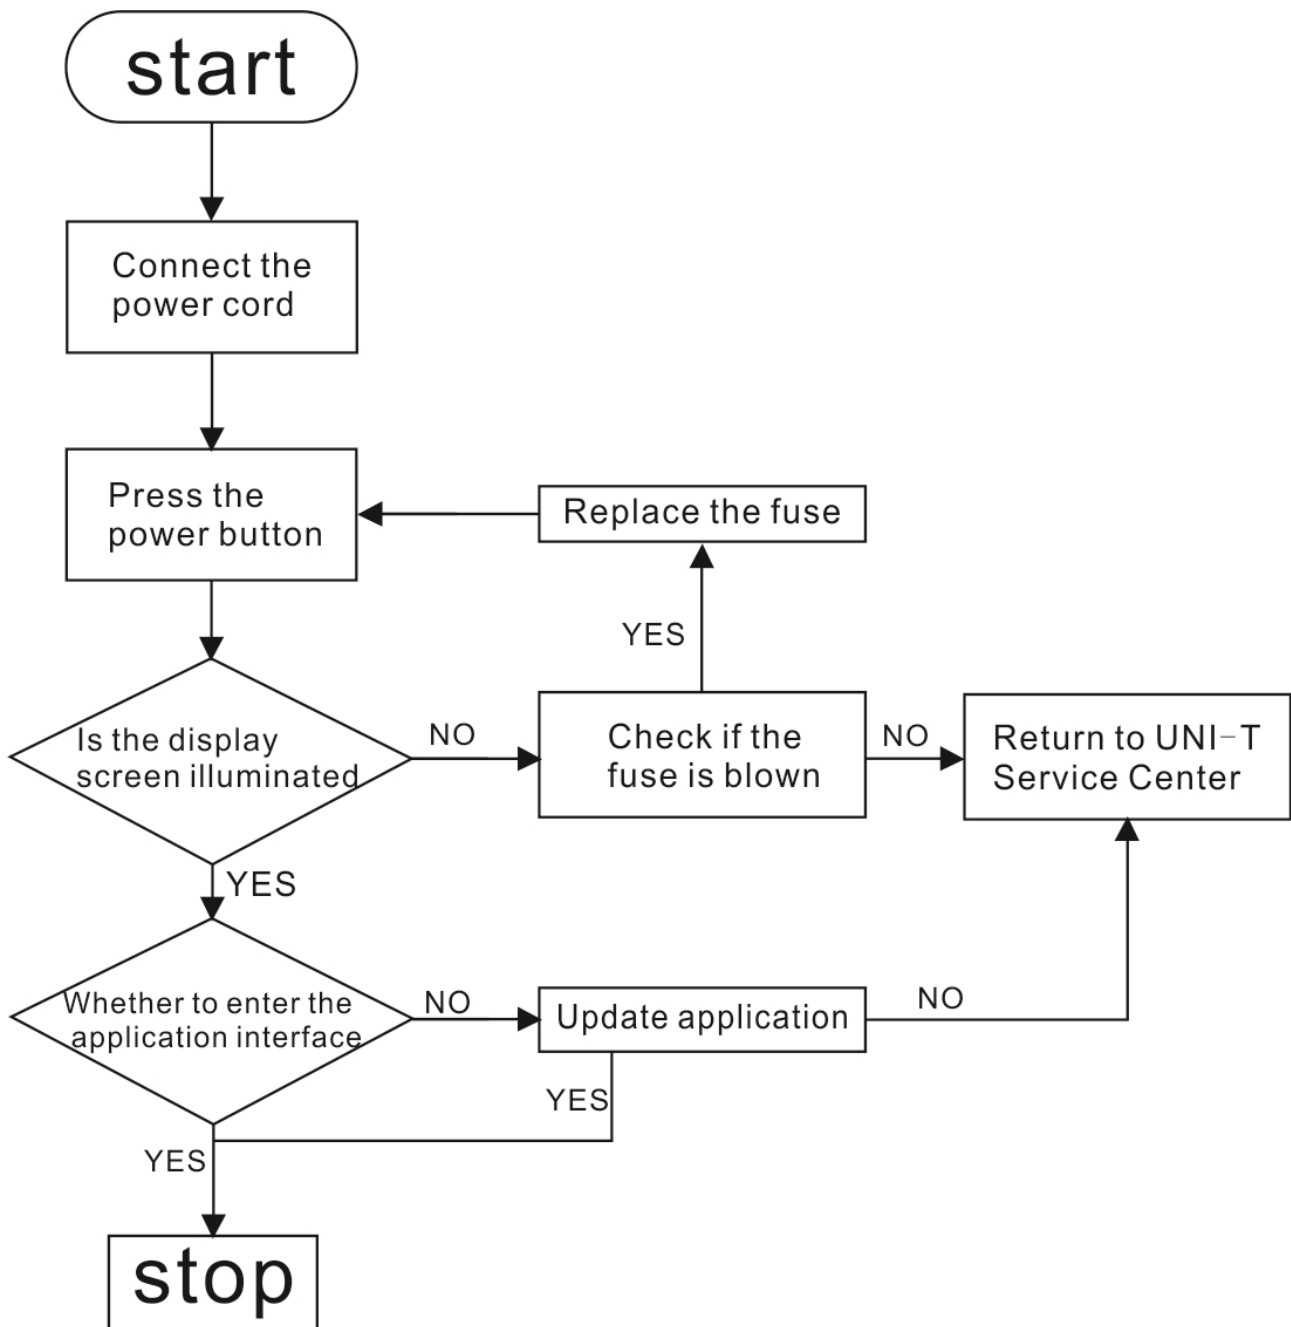 start
Connect the
power cord
Press the
power button
Replace the fuse
YES
Is the display
screen illuminated
NO
Check if the
fuse is blown
NO
Return to UNI-T
Service Center
YES
Whether to enter the
application interface
NO
Update application
NO
YES
YES
stop